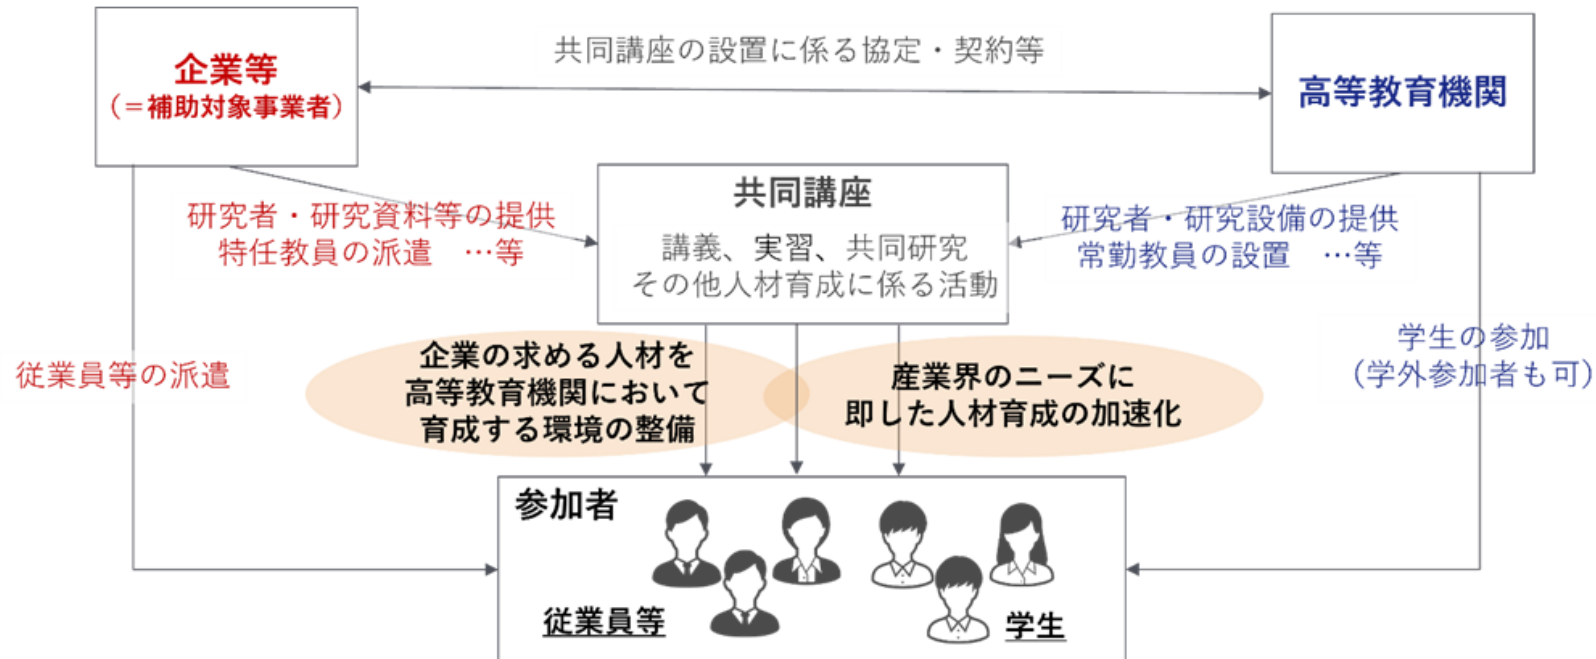 企業等
（＝補助対象事業者）
共同講座の設置に係る協定・契約等
高等教育機関
研究者・研究資料等の提供
特任教員の派遣　…等
共同講座
講義、実習、共同研究
その他人材育成に係る活動
研究者・研究設備の提供
常勤教員の設置　…等
従業員等の派遣
企業の求める人材を
高等教育機関において
育成する環境の整備
産業界のニーズに
即した人材育成の加速化
学生の参加
（学外参加者も可）
参加者
従業員等
学生